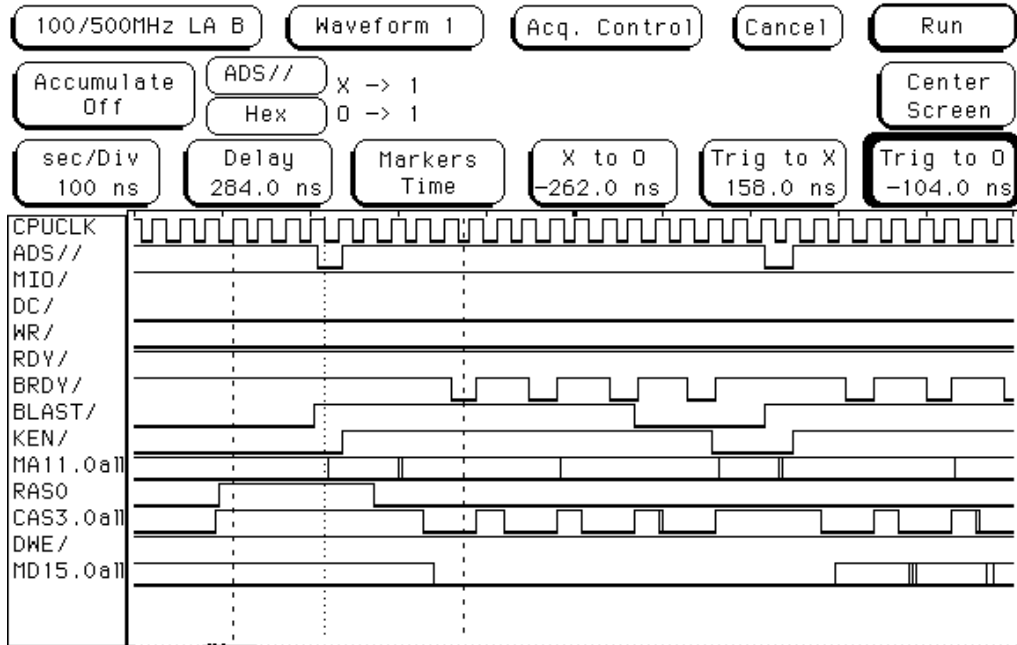 100/500MHz LA B Waveform 1 Acq. Control Cancel Run
Accumulate Off ADS// X -> 1 Center Screen
Hex O -> 1
sec/Div Delay Markers X to O Trig to X Trig to O
100 ns 284.0 ns Time -262.0 ns 158.0 ns -104.0 ns
CPUCLK
ADS//
MIO/
DC/
WR/
RDY/
BRDY/
BLAST/
KEN/
MA11.0all
RAS0
CAS3.0all
DWE/
MD15.0all